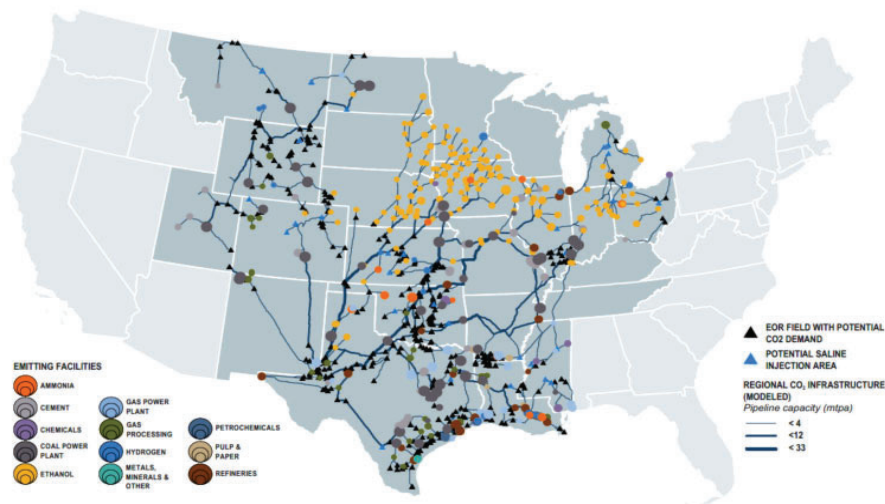 EOR FIELD WITH POTENTIAL
CO2 DEMAND
POTENTIAL SALINE
INJECTION AREA
REGIONAL CO₂ INFRASTRUCTURE
(MODELED)
Pipeline capacity (mtpa)
< 4
<12
< 33
EMITTING FACILITIES
AMMONIA
CEMENT
CHEMICALS
COAL POWER
PLANT
ETHANOL
GAS POWER
PLANT
GAS
PROCESSING
HYDROGEN
METALS,
MINERALS &
OTHER
PETROCHEMICALS
PULP &
PAPER
REFINERIES